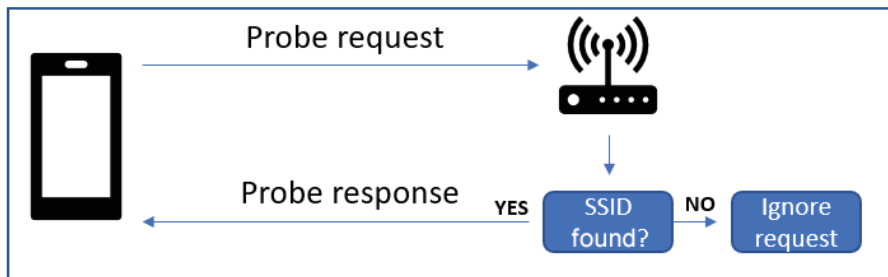 Probe request
Probe response
YES
SSID
found?
NO
Ignore
request